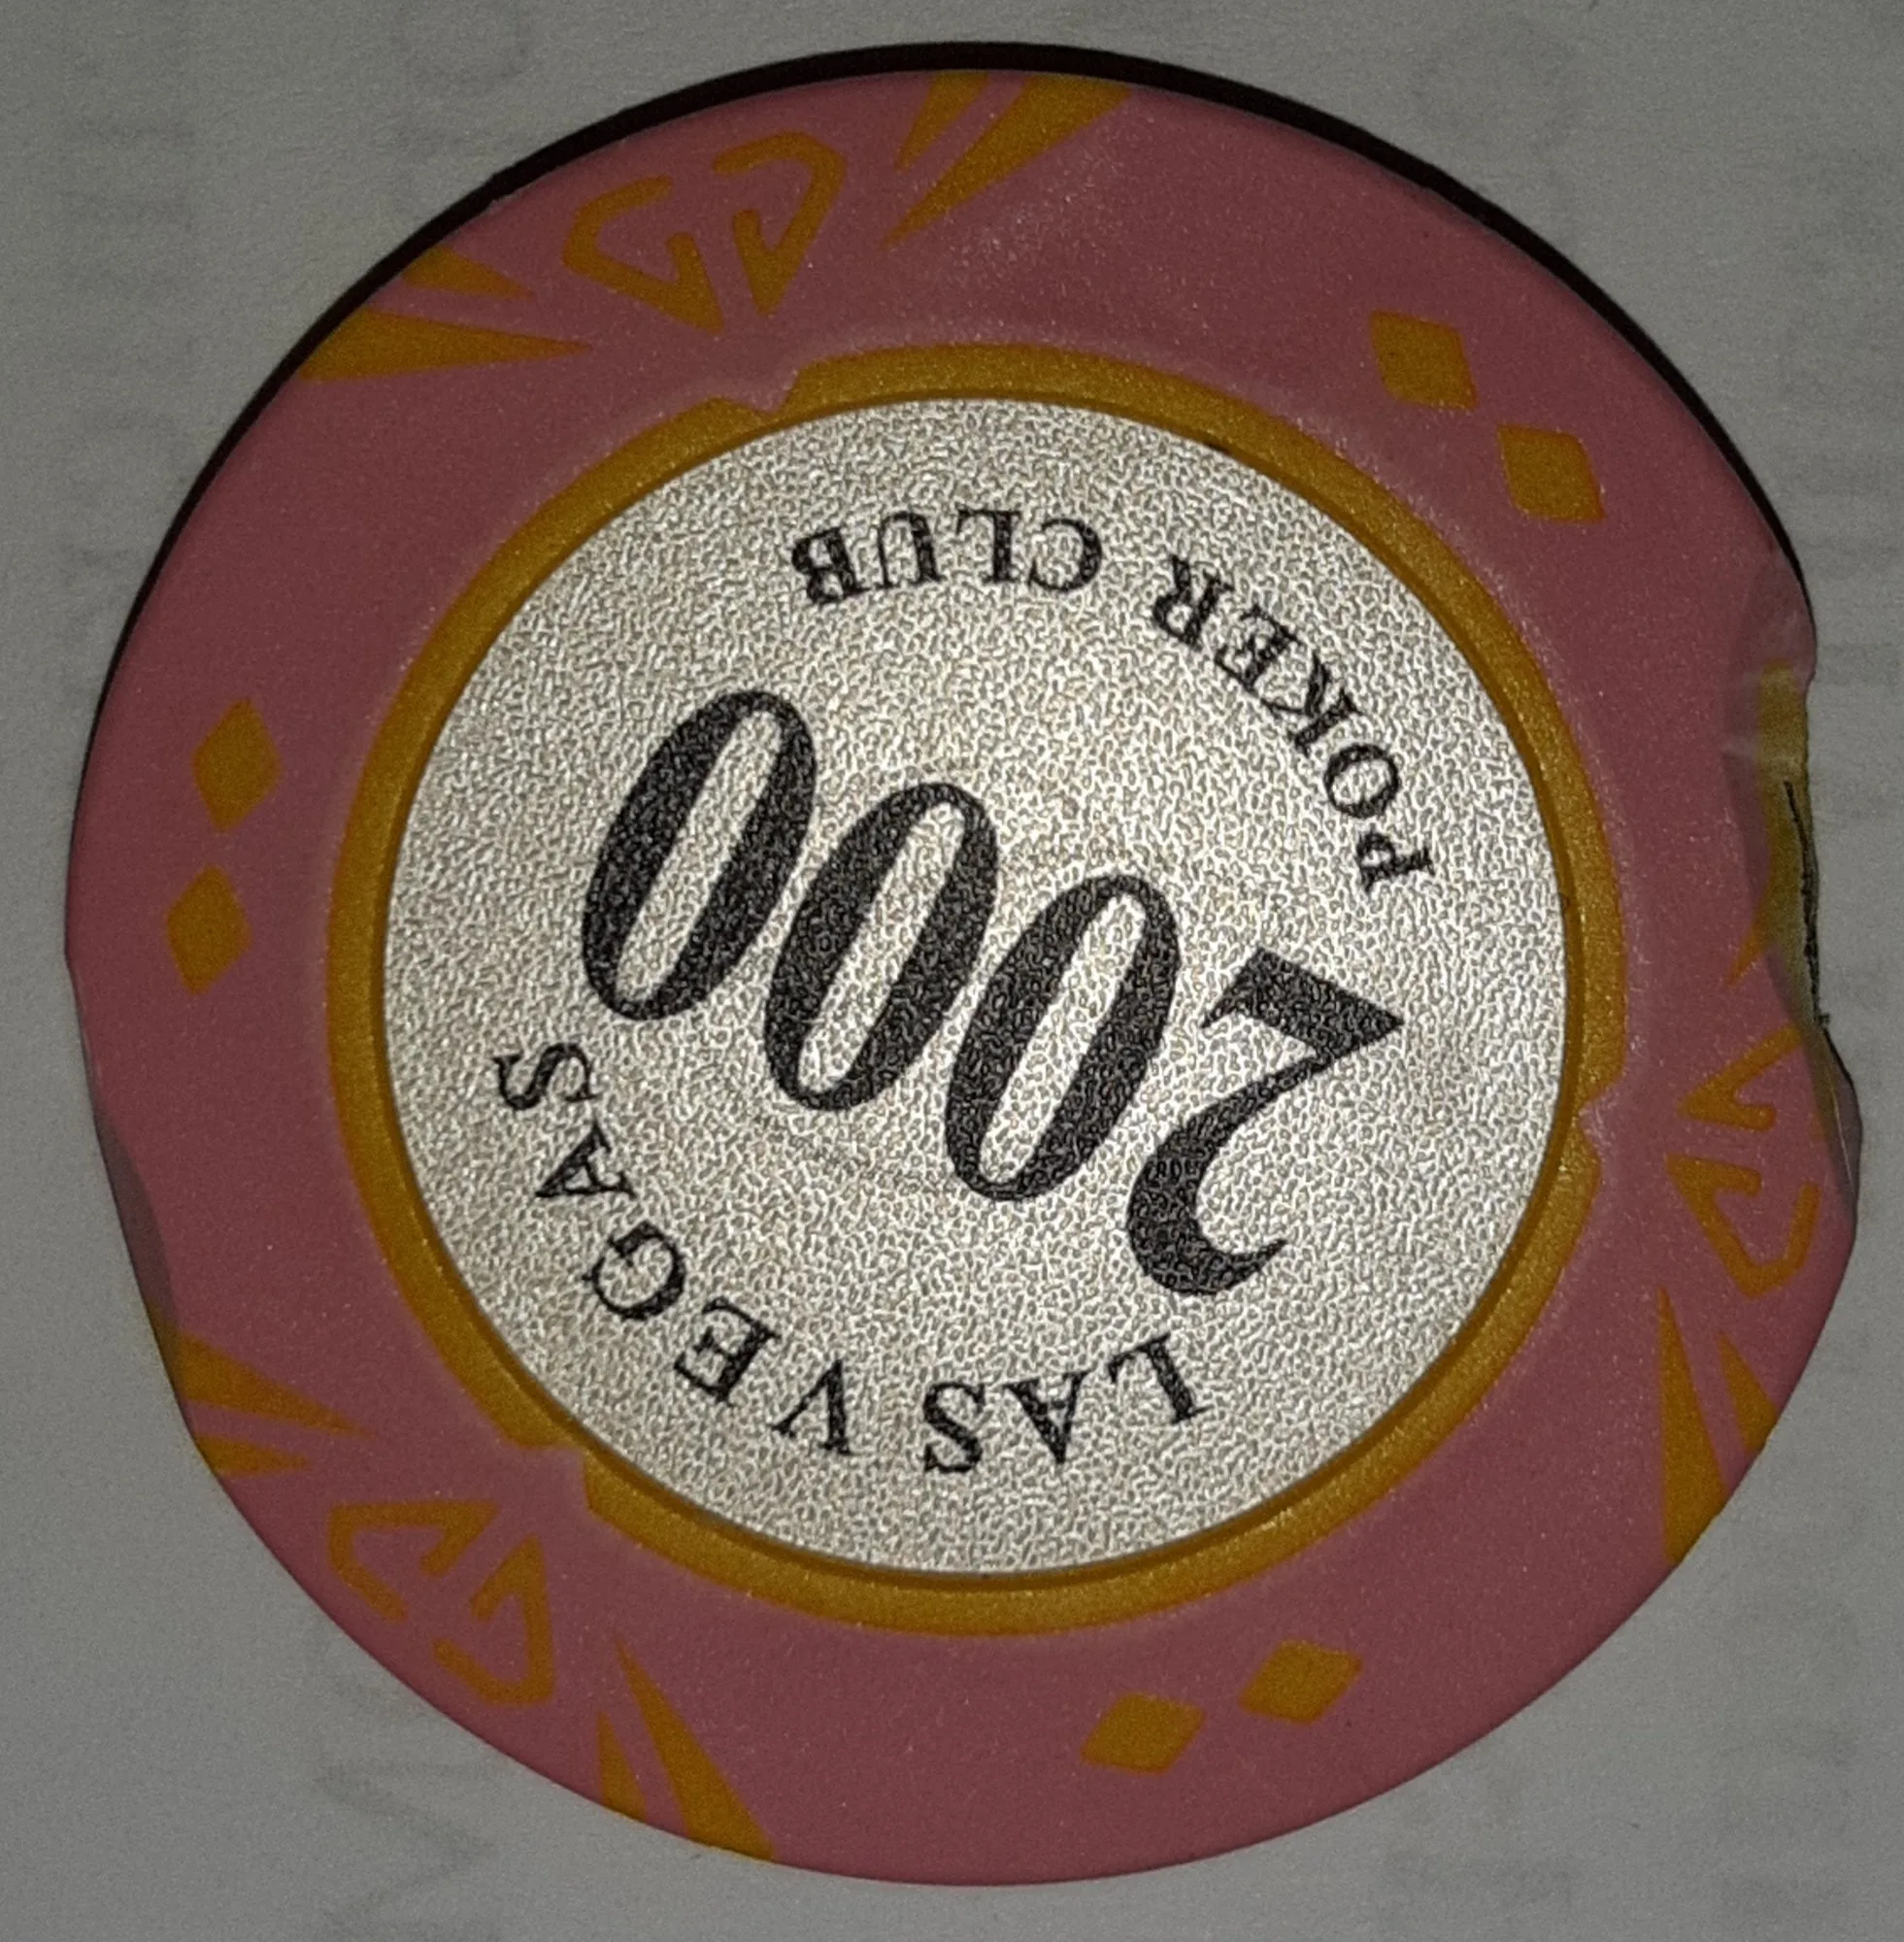 POKER CLUB
2000
LAS VEGAS